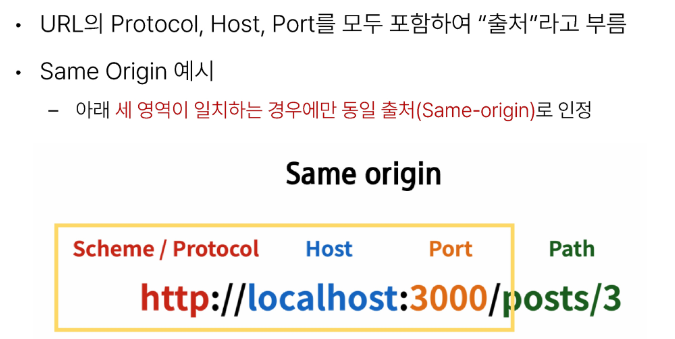 • URL의 Protocol, Host, Port를 모두 포함하여 “출처”라고 부름
• Same Origin 예시
– 아래 세 영역이 일치하는 경우에만 동일 출처(Same-origin)로 인정
Same origin
Scheme / Protocol Host Port Path
http://localhost:3000/posts/3